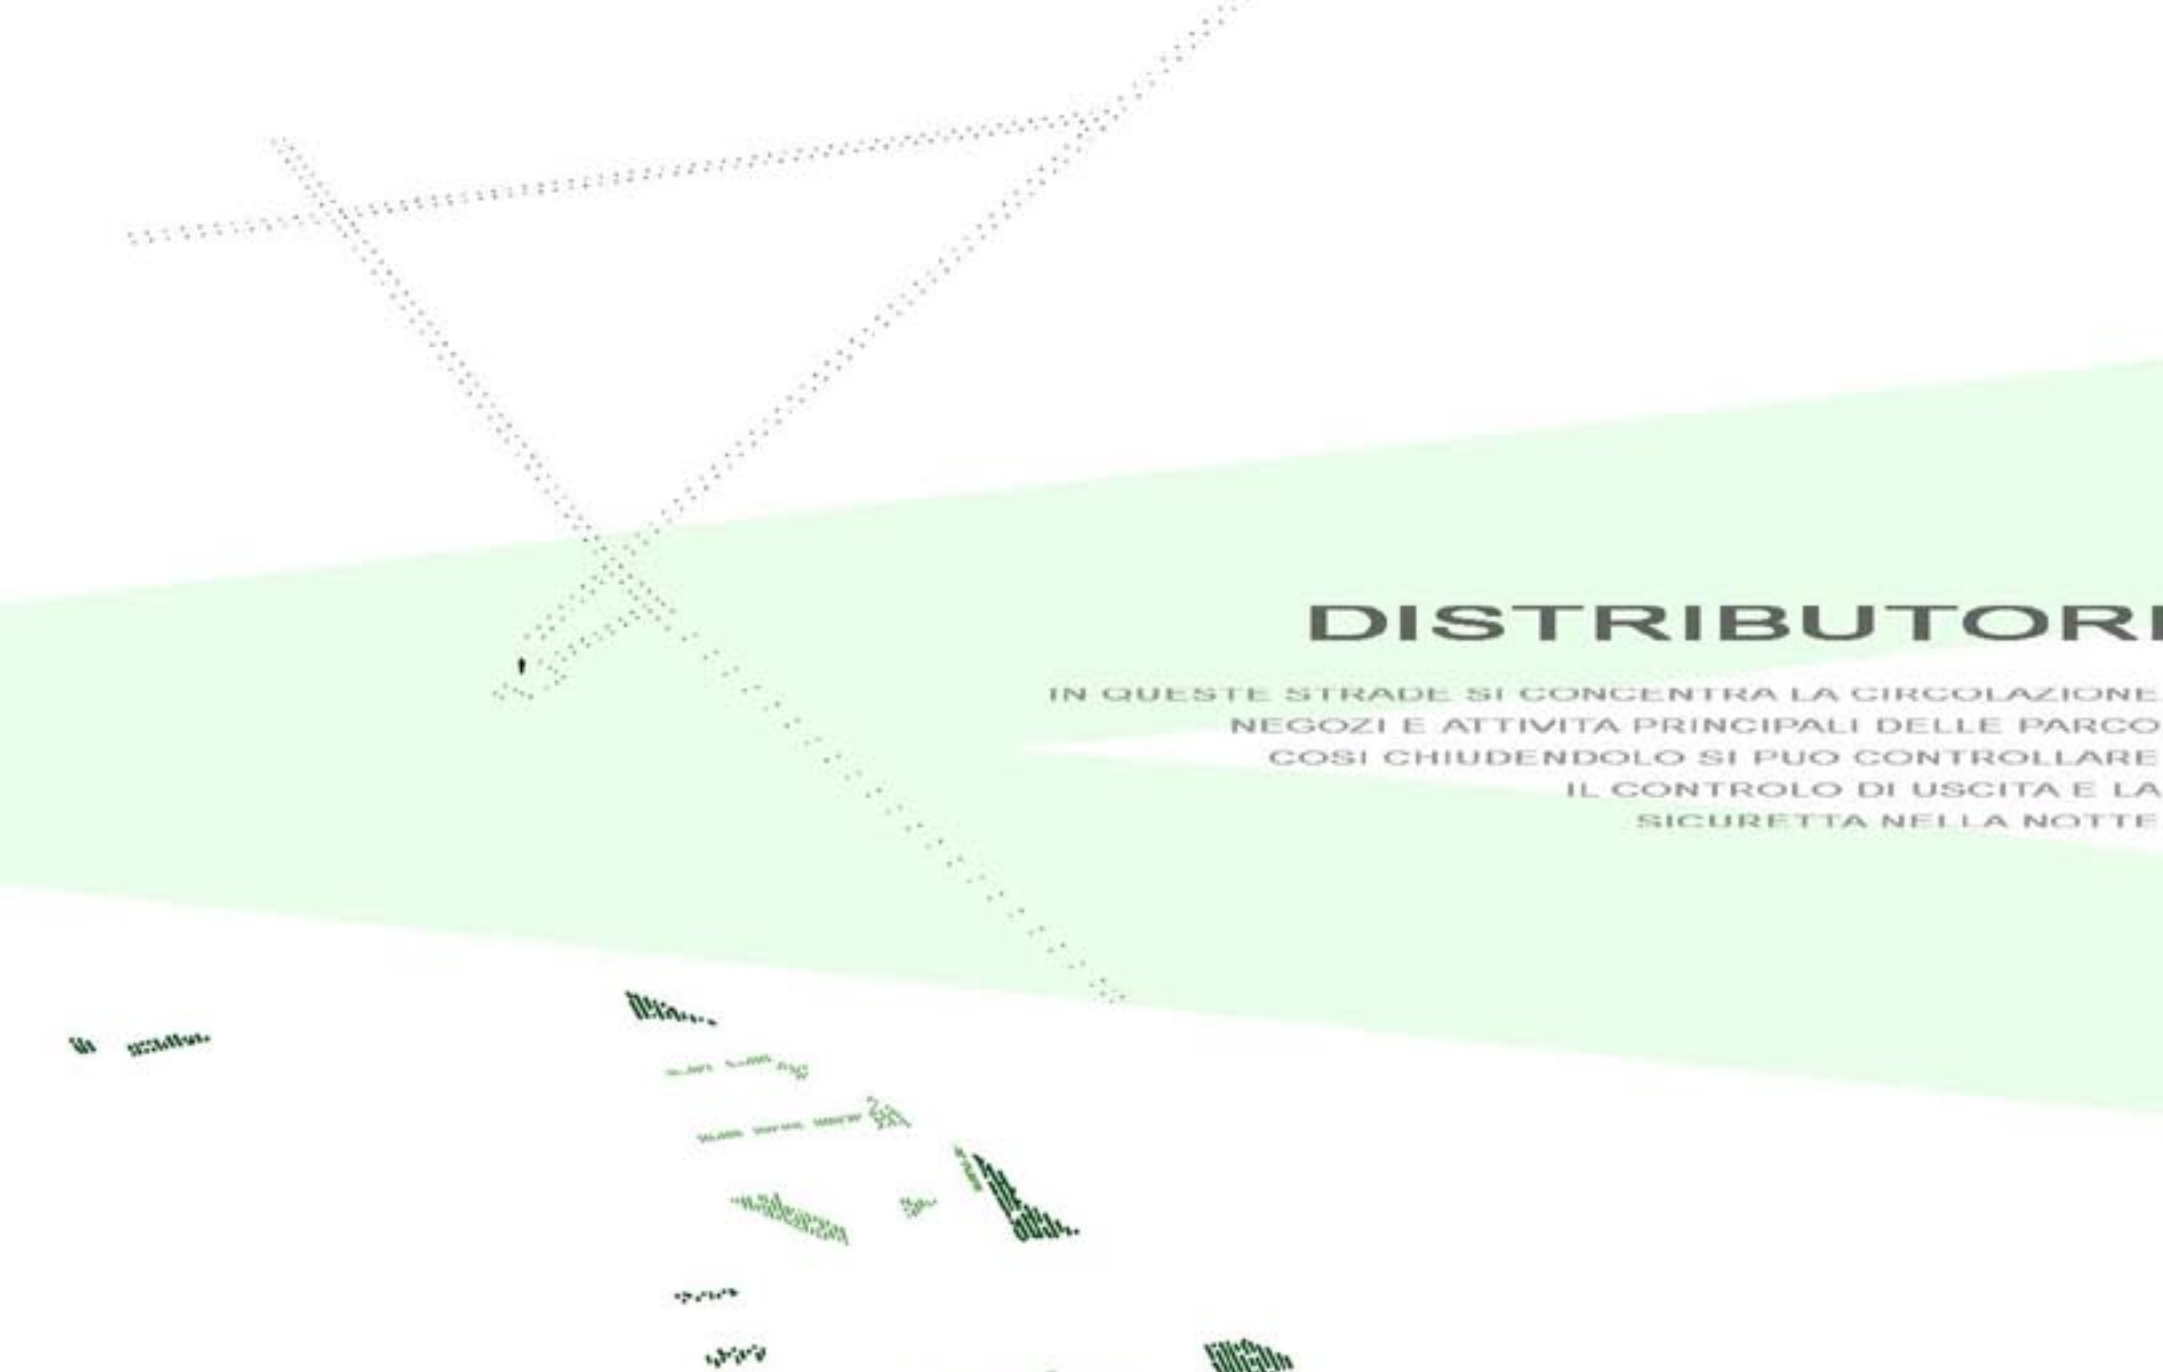 DISTRIBUTORI
IN QUESTE STRADE SI CONCENTRA LA CIRCOLAZIONE
NEGOZI E ATTIVITA PRINCIPALI DELLE PARCO
COSI CHIUDENDOLO SI PUO CONTROLLARE
IL CONTROLO DI USCITA E LA
SICURETTA NELLA NOTTE